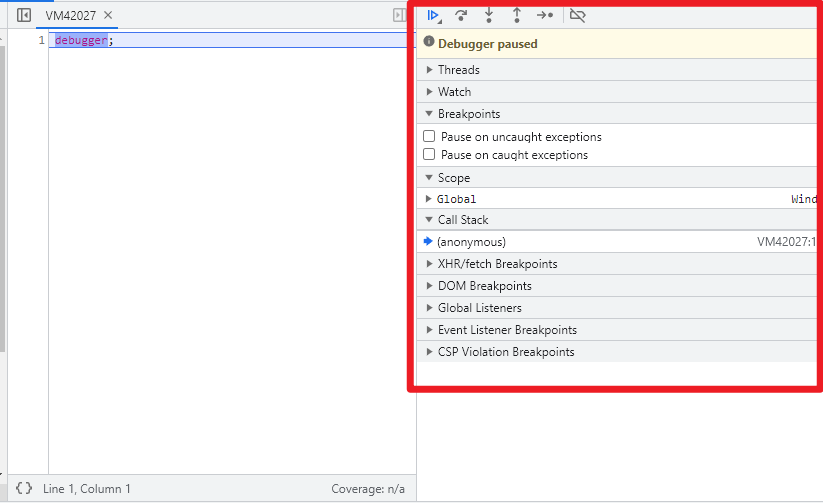 VM42027
1 debugger;
Line 1, Column 1
Coverage: n/a
Debugger paused
Threads
Watch
Breakpoints
Pause on uncaught exceptions
Pause on caught exceptions
Scope
Global Wind
Call Stack
(anonymous) VM42027:1
XHR/fetch Breakpoints
DOM Breakpoints
Global Listeners
Event Listener Breakpoints
CSP Violation Breakpoints